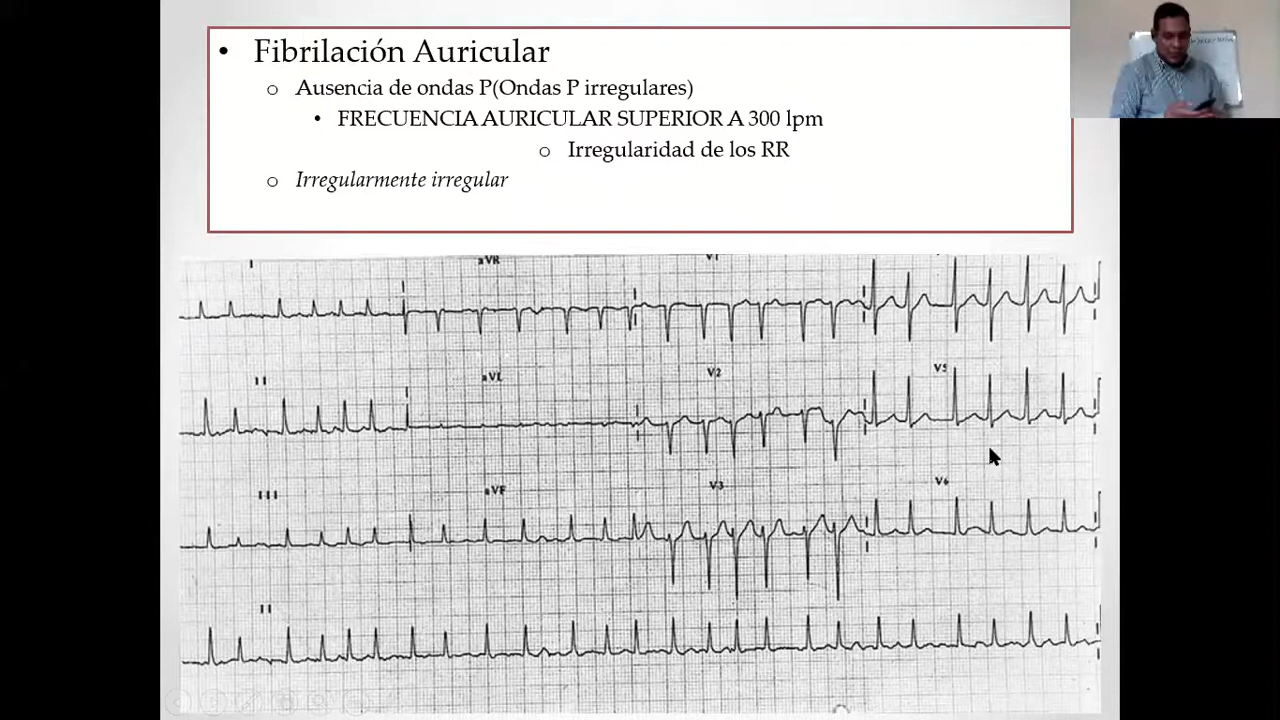 Fibrilación Auricular
Ausencia de ondas P(Ondas P irregulares)
FRECUENCIA AURICULAR SUPERIOR A 300 lpm
Irregularidad de los RR
Irregularmente irregular
I aVR V1
II aVL V2 V5
III aVF V3 V6
II